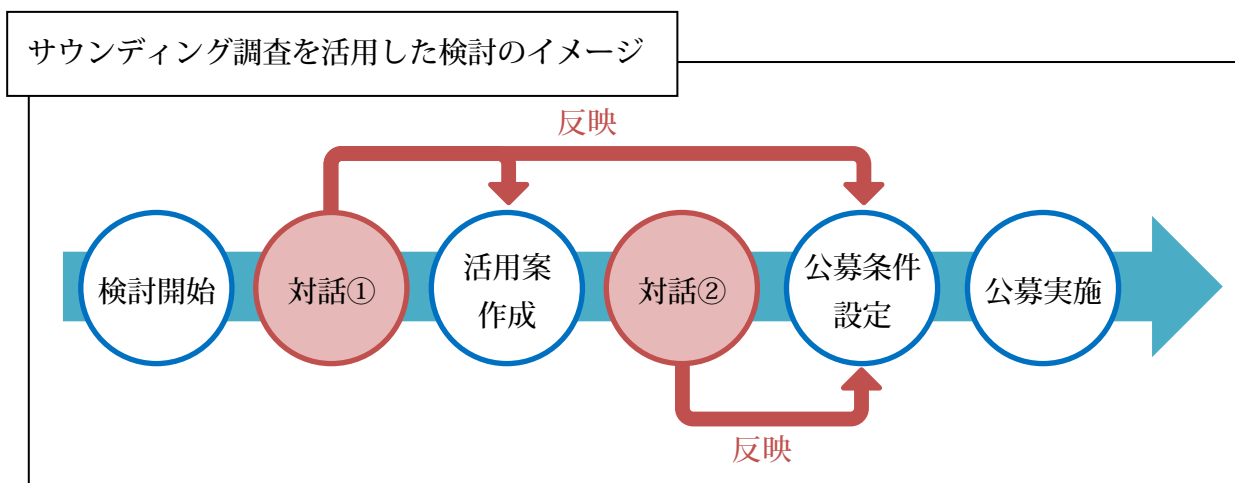 サウンディング調査を活用した検討のイメージ
反映
検討開始
対話①
活用案
作成
対話②
公募条件
設定
公募実施
反映